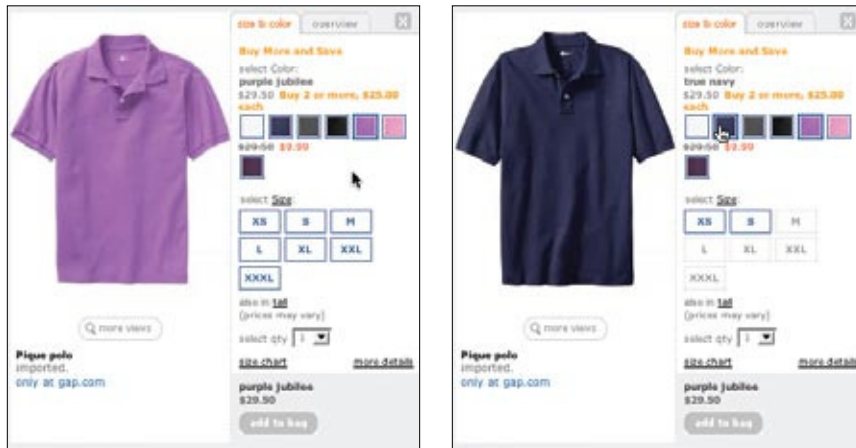 size & color overview X
Buy More and Save
select Color:
purple jubilee
$29.50 Buy 2 or more, $25.00
each
$29.50 $9.99
select Size:
XS S M
L XL XXL
XXXL
also in tall
(prices may vary)
more views
select qty 1
Pique polo
imported.
only at gap.com
size chart more details
purple jubilee
$29.50
add to bag
size & color overview X
Buy More and Save
select Color:
true navy
$29.50 Buy 2 or more, $25.00
each
$29.50 $9.99
select Size:
XS S M
L XL XXL
XXXL
also in tall
(prices may vary)
more views
select qty 1
Pique polo
imported.
only at gap.com
size chart more details
purple jubilee
$29.50
add to bag